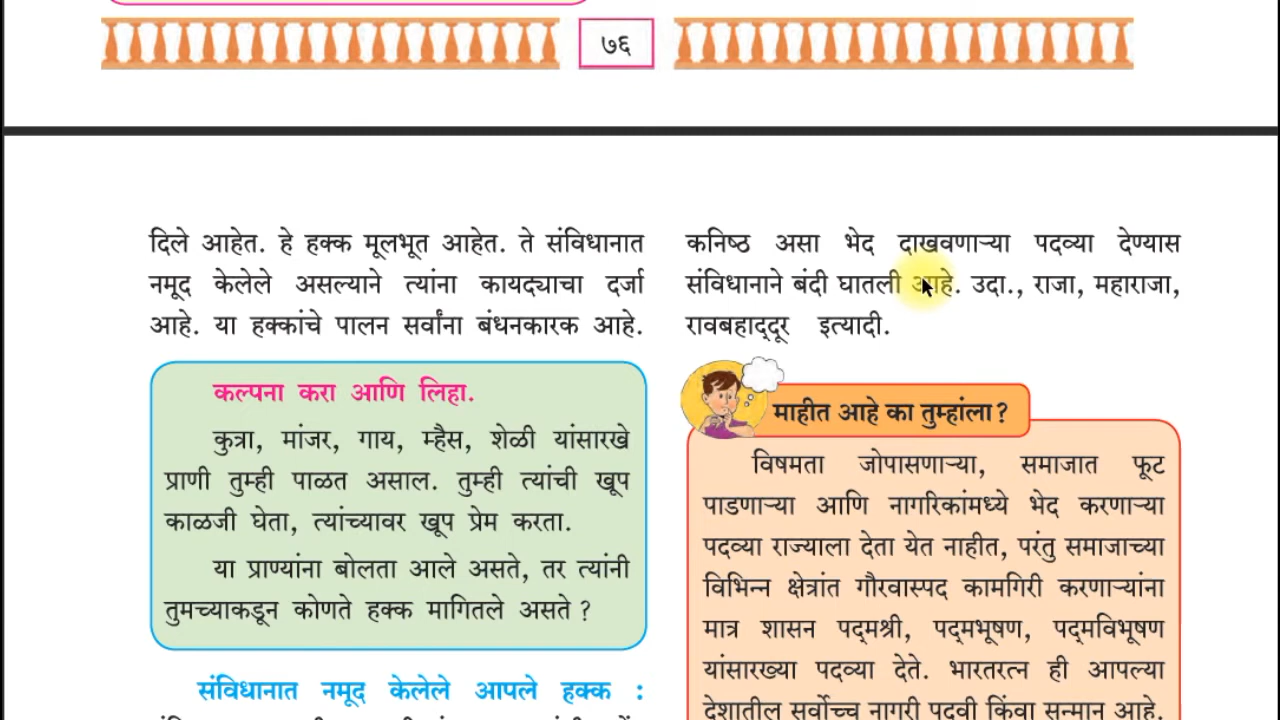 ७६
दिले आहेत. हे हक्क मूलभूत आहेत. ते संविधानात
नमूद केलेले असल्याने त्यांना कायद्याचा दर्जा
आहे. या हक्कांचे पालन सर्वांना बंधनकारक आहे.
कल्पना करा आणि लिहा.
कुत्रा, मांजर, गाय, म्हैस, शेळी यांसारखे
प्राणी तुम्ही पाळत असाल. तुम्ही त्यांची खूप
काळजी घेता, त्यांच्यावर खूप प्रेम करता.
या प्राण्यांना बोलता आले असते, तर त्यांनी
तुमच्याकडून कोणते हक्क मागितले असते ?
संविधानात नमूद केलेले आपले हक्क :
कनिष्ठ असा भेद दाखवणाऱ्या पदव्या देण्यास
संविधानाने बंदी घातली आहे. उदा., राजा, महाराजा,
रावबहाद्दूर इत्यादी.
माहीत आहे का तुम्हांला ?
विषमता जोपासणाऱ्या, समाजात फूट
पाडणाऱ्या आणि नागरिकांमध्ये भेद करणाऱ्या
पदव्या राज्याला देता येत नाहीत, परंतु समाजाच्या
विभिन्न क्षेत्रांत गौरवास्पद कामगिरी करणाऱ्यांना
मात्र शासन पद्मश्री, पद्मभूषण, पद्मविभूषण
यांसारख्या पदव्या देते. भारतरत्न ही आपल्या
देशातील सर्वोच्च नागरी पदवी किंवा सन्मान आहे.